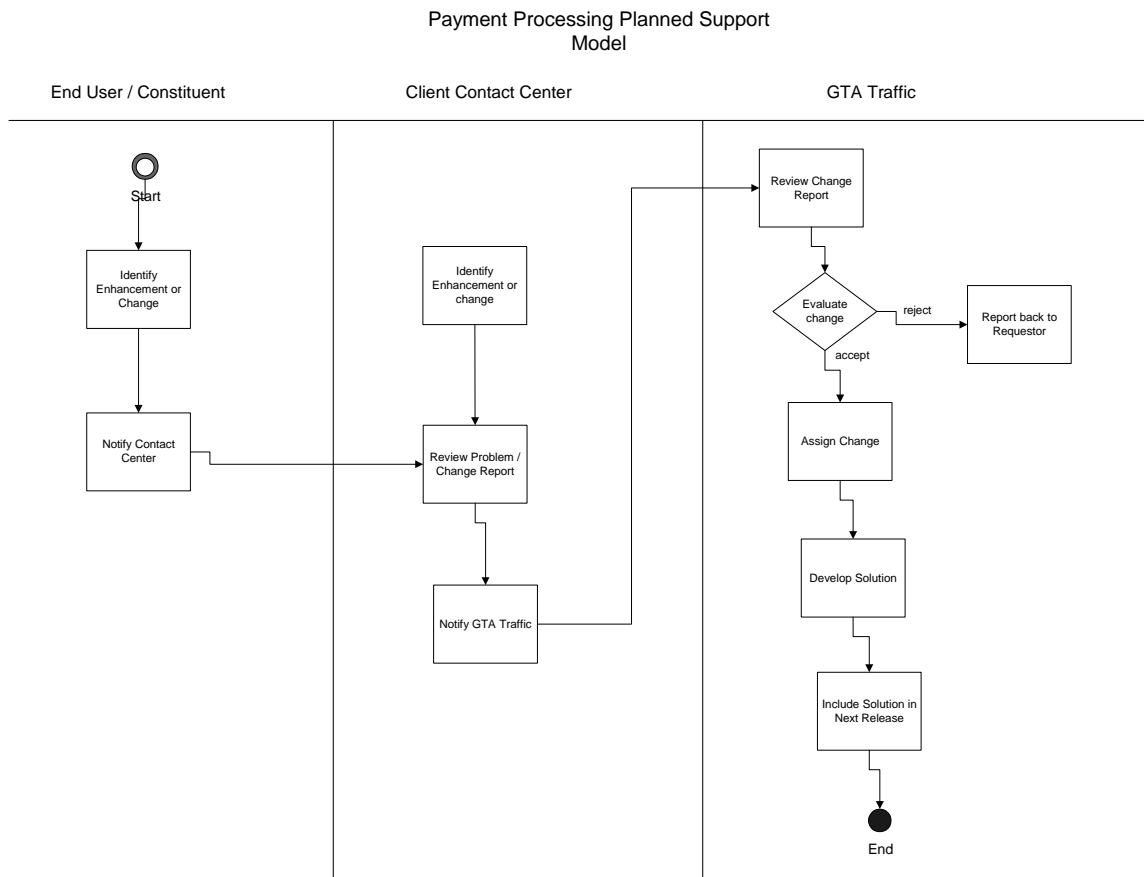 Payment Processing Planned Support
Model
End User / Constituent
Client Contact Center
GTA Traffic
Start
Identify
Enhancement or
Change
Notify Contact
Center
Identify
Enhancement or
change
Review Problem /
Change Report
Notify GTA Traffic
Review Change
Report
Evaluate
change
reject
Report back to
Requestor
accept
Assign Change
Develop Solution
Include Solution in
Next Release
End